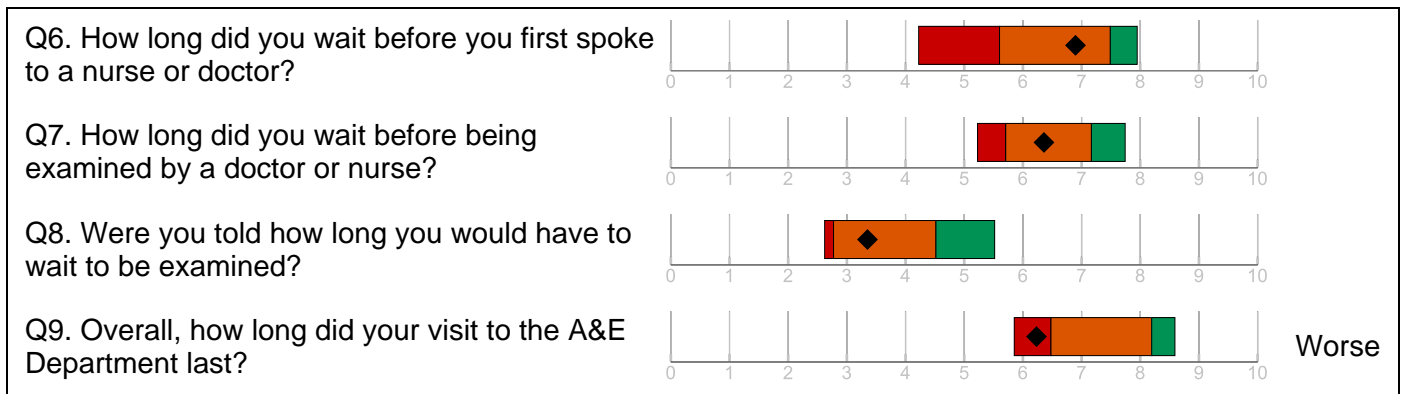 Q6. How long did you wait before you first spoke
to a nurse or doctor?
0 1 2 3 4 5 6 7 8 9 10
Q7. How long did you wait before being
examined by a doctor or nurse?
0 1 2 3 4 5 6 7 8 9 10
Q8. Were you told how long you would have to
wait to be examined?
0 1 2 3 4 5 6 7 8 9 10
Q9. Overall, how long did your visit to the A&E
Department last?
Worse
0 1 2 3 4 5 6 7 8 9 10